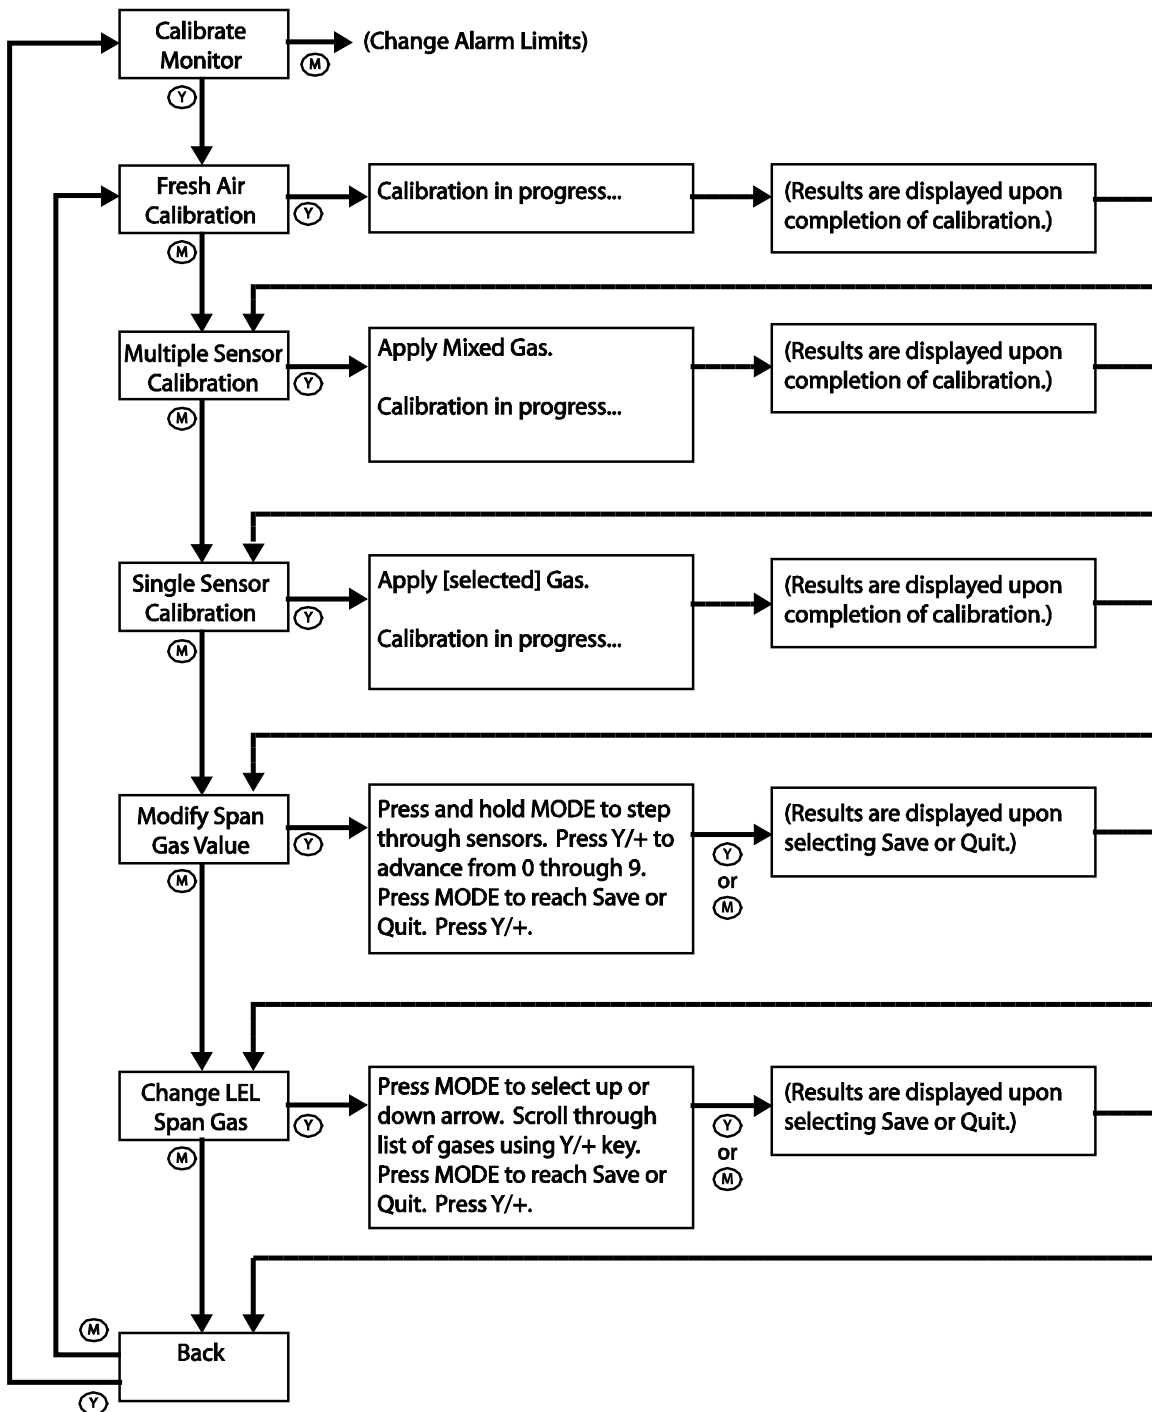 Calibrate
Monitor
(Change Alarm Limits)
M
Y
Fresh Air
Calibration
Y
Calibration in progress...
(Results are displayed upon
completion of calibration.)
M
Multiple Sensor
Calibration
Y
Apply Mixed Gas.
Calibration in progress...
(Results are displayed upon
completion of calibration.)
M
Single Sensor
Calibration
Y
Apply [selected] Gas.
Calibration in progress...
(Results are displayed upon
completion of calibration.)
M
Modify Span
Gas Value
Y
Press and hold MODE to step
through sensors. Press Y/+ to
advance from 0 through 9.
Press MODE to reach Save or
Quit. Press Y/+.
Y
or
M
(Results are displayed upon
selecting Save or Quit.)
M
Change LEL
Span Gas
Y
Press MODE to select up or
down arrow. Scroll through
list of gases using Y/+ key.
Press MODE to reach Save or
Quit. Press Y/+.
Y
or
M
(Results are displayed upon
selecting Save or Quit.)
M
M
Back
Y